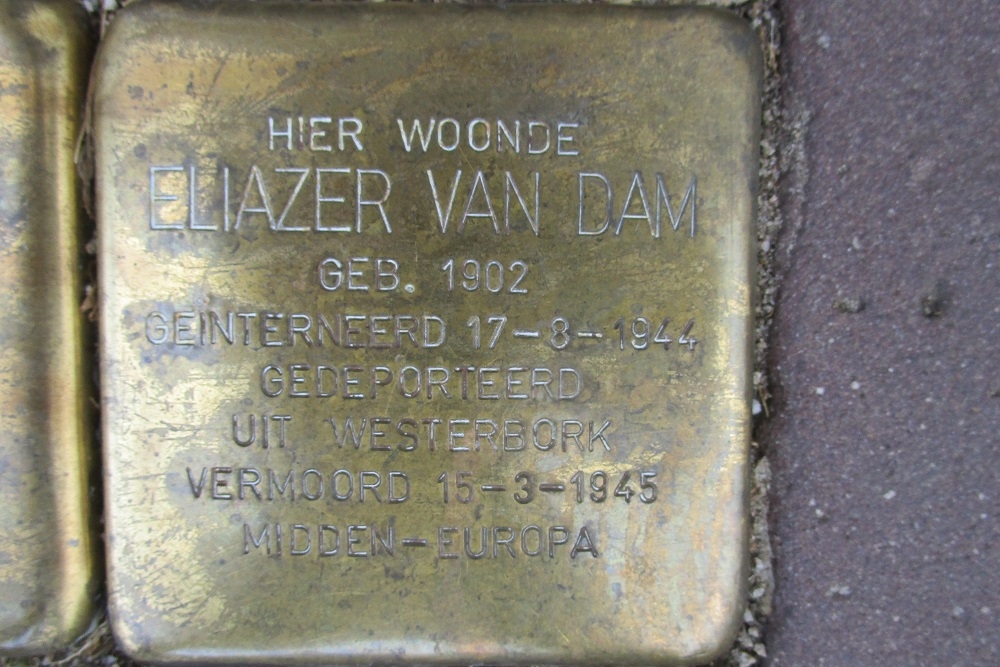 HIER WOONDE
ELIAZER VAN DAM
GEB. 1902
GEINTERNEERD 17-8-1944
GEDEPORTEERD
UIT WESTERBORK
VERMOORD 15-3-1945
MIDDEN-EUROPA